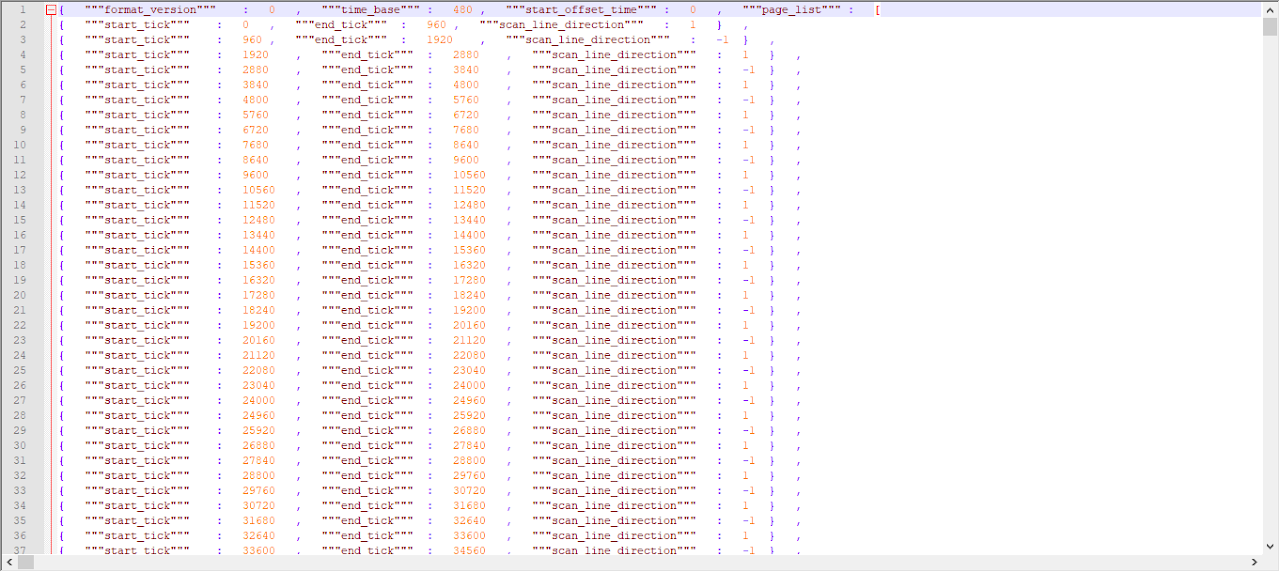 1 { """format_version""" : 0 , """time_base""" : 480 , """start_offset_time""" : 0 , """page_list""" : [
2 { """start_tick""" : 0 , """end_tick""" : 960 , """scan_line_direction""" : 1 } ,
3 { """start_tick""" : 960 , """end_tick""" : 1920 , """scan_line_direction""" : -1 } ,
4 { """start_tick""" : 1920 , """end_tick""" : 2880 , """scan_line_direction""" : 1 } ,
5 { """start_tick""" : 2880 , """end_tick""" : 3840 , """scan_line_direction""" : -1 } ,
6 { """start_tick""" : 3840 , """end_tick""" : 4800 , """scan_line_direction""" : 1 } ,
7 { """start_tick""" : 4800 , """end_tick""" : 5760 , """scan_line_direction""" : -1 } ,
8 { """start_tick""" : 5760 , """end_tick""" : 6720 , """scan_line_direction""" : 1 } ,
9 { """start_tick""" : 6720 , """end_tick""" : 7680 , """scan_line_direction""" : -1 } ,
10 { """start_tick""" : 7680 , """end_tick""" : 8640 , """scan_line_direction""" : 1 } ,
11 { """start_tick""" : 8640 , """end_tick""" : 9600 , """scan_line_direction""" : -1 } ,
12 { """start_tick""" : 9600 , """end_tick""" : 10560 , """scan_line_direction""" : 1 } ,
13 { """start_tick""" : 10560 , """end_tick""" : 11520 , """scan_line_direction""" : -1 } ,
14 { """start_tick""" : 11520 , """end_tick""" : 12480 , """scan_line_direction""" : 1 } ,
15 { """start_tick""" : 12480 , """end_tick""" : 13440 , """scan_line_direction""" : -1 } ,
16 { """start_tick""" : 13440 , """end_tick""" : 14400 , """scan_line_direction""" : 1 } ,
17 { """start_tick""" : 14400 , """end_tick""" : 15360 , """scan_line_direction""" : -1 } ,
18 { """start_tick""" : 15360 , """end_tick""" : 16320 , """scan_line_direction""" : 1 } ,
19 { """start_tick""" : 16320 , """end_tick""" : 17280 , """scan_line_direction""" : -1 } ,
20 { """start_tick""" : 17280 , """end_tick""" : 18240 , """scan_line_direction""" : 1 } ,
21 { """start_tick""" : 18240 , """end_tick""" : 19200 , """scan_line_direction""" : -1 } ,
22 { """start_tick""" : 19200 , """end_tick""" : 20160 , """scan_line_direction""" : 1 } ,
23 { """start_tick""" : 20160 , """end_tick""" : 21120 , """scan_line_direction""" : -1 } ,
24 { """start_tick""" : 21120 , """end_tick""" : 22080 , """scan_line_direction""" : 1 } ,
25 { """start_tick""" : 22080 , """end_tick""" : 23040 , """scan_line_direction""" : -1 } ,
26 { """start_tick""" : 23040 , """end_tick""" : 24000 , """scan_line_direction""" : 1 } ,
27 { """start_tick""" : 24000 , """end_tick""" : 24960 , """scan_line_direction""" : -1 } ,
28 { """start_tick""" : 24960 , """end_tick""" : 25920 , """scan_line_direction""" : 1 } ,
29 { """start_tick""" : 25920 , """end_tick""" : 26880 , """scan_line_direction""" : -1 } ,
30 { """start_tick""" : 26880 , """end_tick""" : 27840 , """scan_line_direction""" : 1 } ,
31 { """start_tick""" : 27840 , """end_tick""" : 28800 , """scan_line_direction""" : -1 } ,
32 { """start_tick""" : 28800 , """end_tick""" : 29760 , """scan_line_direction""" : 1 } ,
33 { """start_tick""" : 29760 , """end_tick""" : 30720 , """scan_line_direction""" : -1 } ,
34 { """start_tick""" : 30720 , """end_tick""" : 31680 , """scan_line_direction""" : 1 } ,
35 { """start_tick""" : 31680 , """end_tick""" : 32640 , """scan_line_direction""" : -1 } ,
36 { """start_tick""" : 32640 , """end_tick""" : 33600 , """scan_line_direction""" : 1 } ,
37 { """start_tick""" : 33600 , """end_tick""" : 34560 , """scan_line_direction""" : -1 } ,